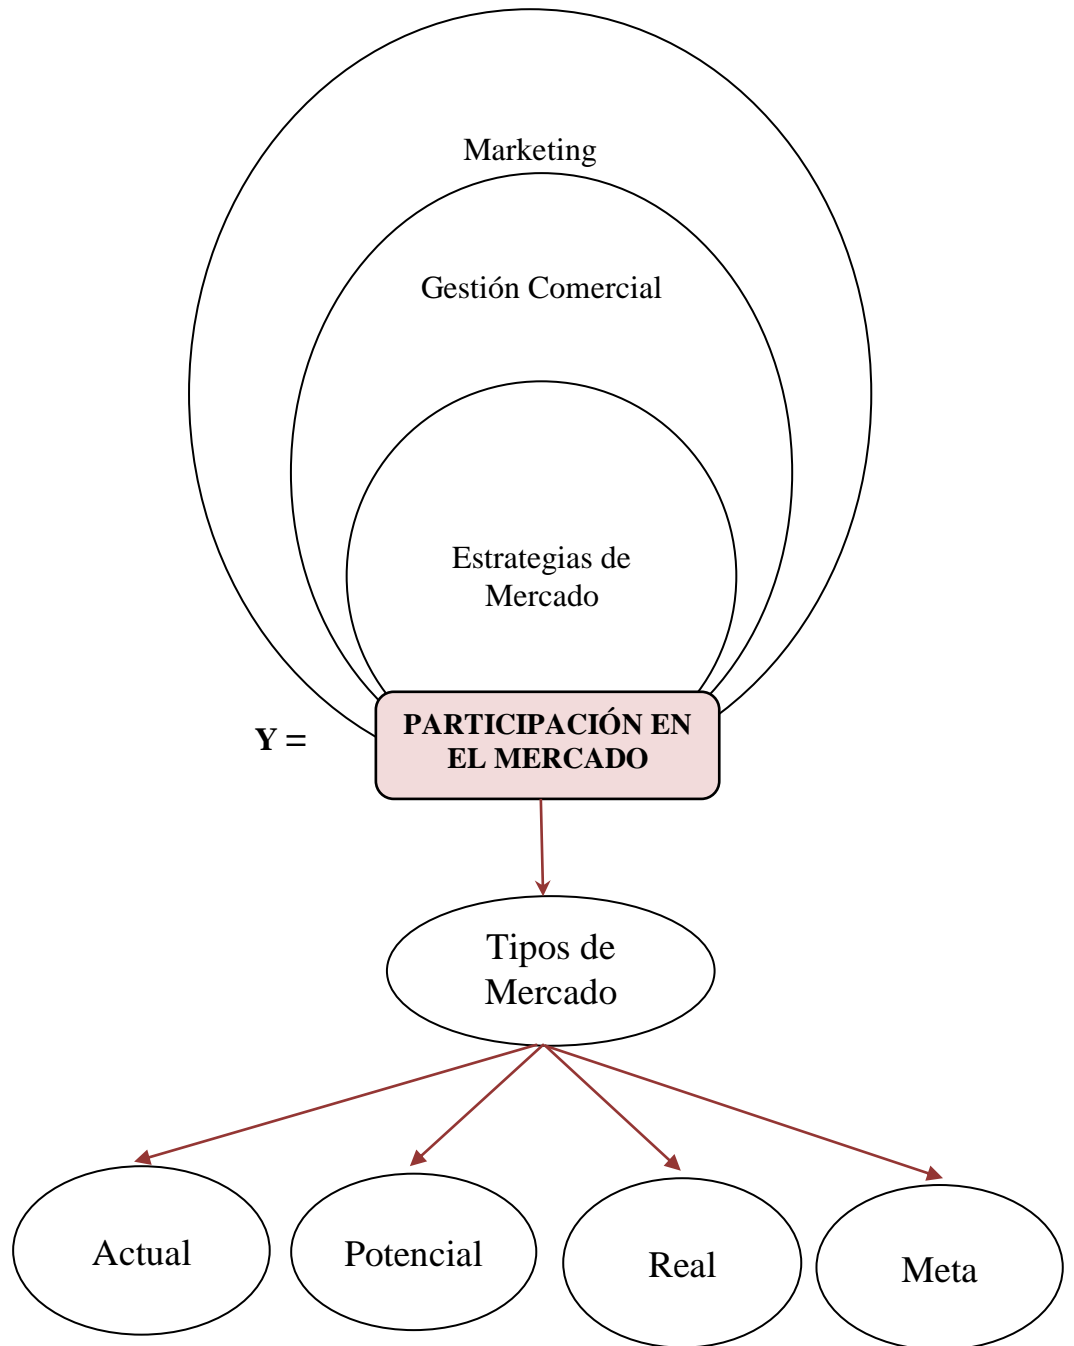 Marketing
Gestión Comercial
Estrategias de
Mercado
Y =
PARTICIPACIÓN EN
EL MERCADO
Tipos de
Mercado
Actual
Potencial
Real
Meta